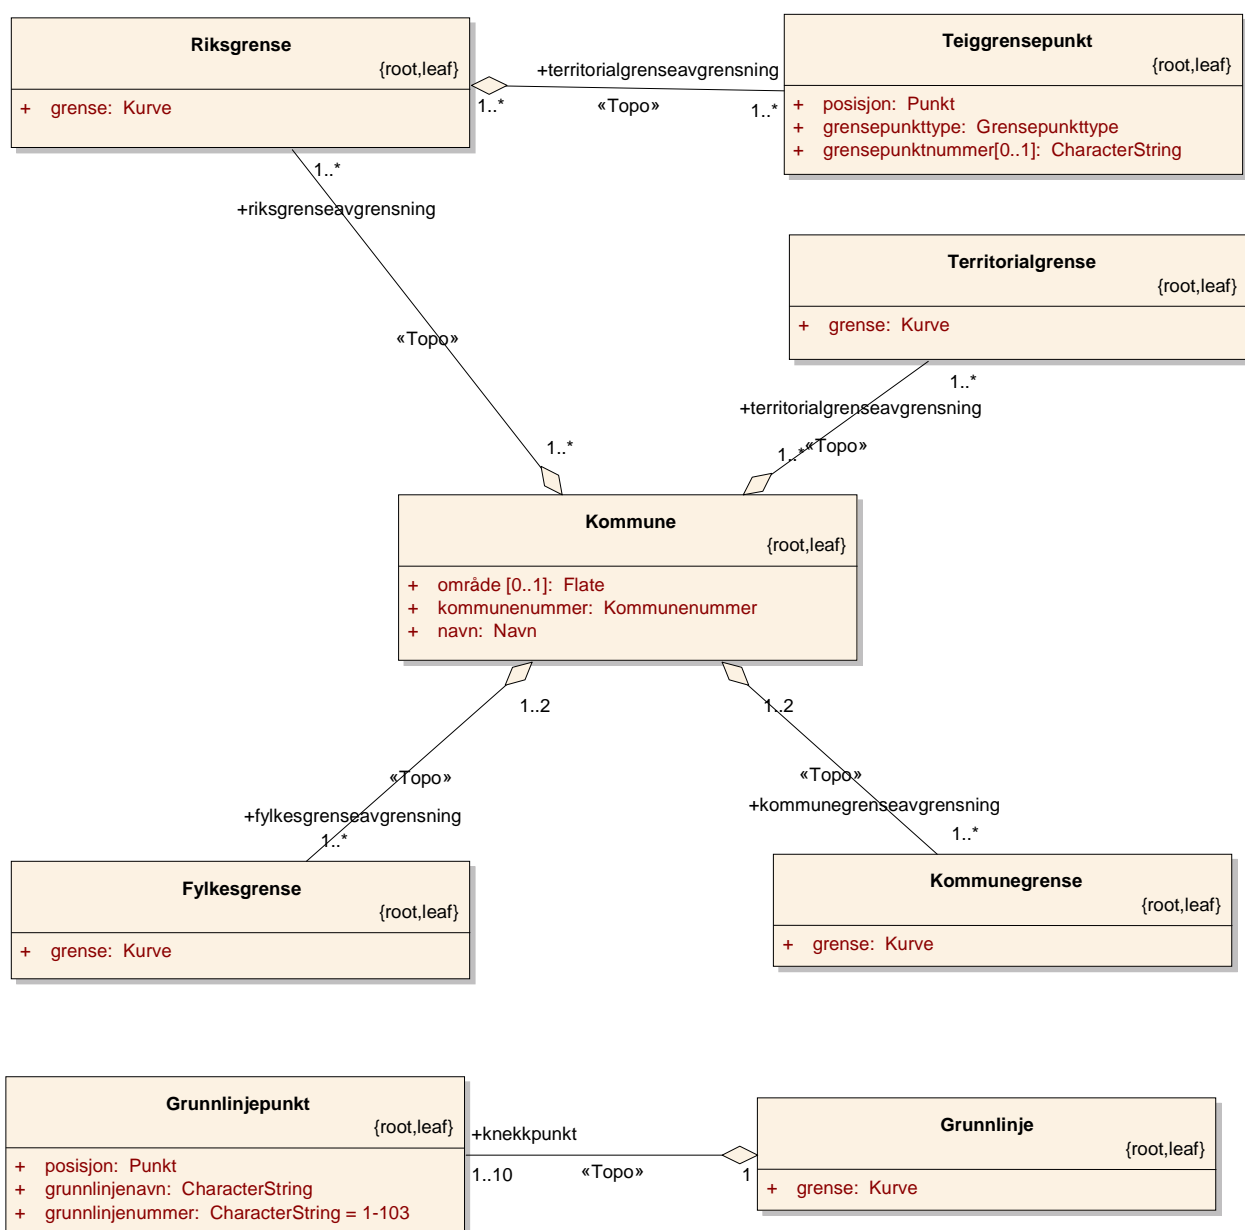 Riksgrense
{root,leaf}
+ grense: Kurve
+territorialgrenseavgrensning
1..*
«Topo»
1..*
Teiggrensepunkt
{root,leaf}
+ posisjon: Punkt
+ grensepunkttype: Grensepunkttype
+ grensepunktnummer[0..1]: CharacterString
1..*
+riksgrenseavgrensning
«Topo»
1..*
Territorialgrense
{root,leaf}
+ grense: Kurve
1..*
+territorialgrenseavgrensning
«Topo»
1..*
Kommune
{root,leaf}
+ område [0..1]: Flate
+ kommunenummer: Kommunenummer
+ navn: Navn
1..2
«Topo»
+fylkesgrenseavgrensning
1..*
1..2
«Topo»
+kommunegrenseavgrensning
1..*
Fylkesgrense
{root,leaf}
+ grense: Kurve
Kommunegrense
{root,leaf}
+ grense: Kurve
Grunnlinjepunkt
{root,leaf}
+ posisjon: Punkt
+ grunnlinjenavn: CharacterString
+ grunnlinjenummer: CharacterString = 1-103
+knekkpunkt
1..10
«Topo»
1
Grunnlinje
{root,leaf}
+ grense: Kurve